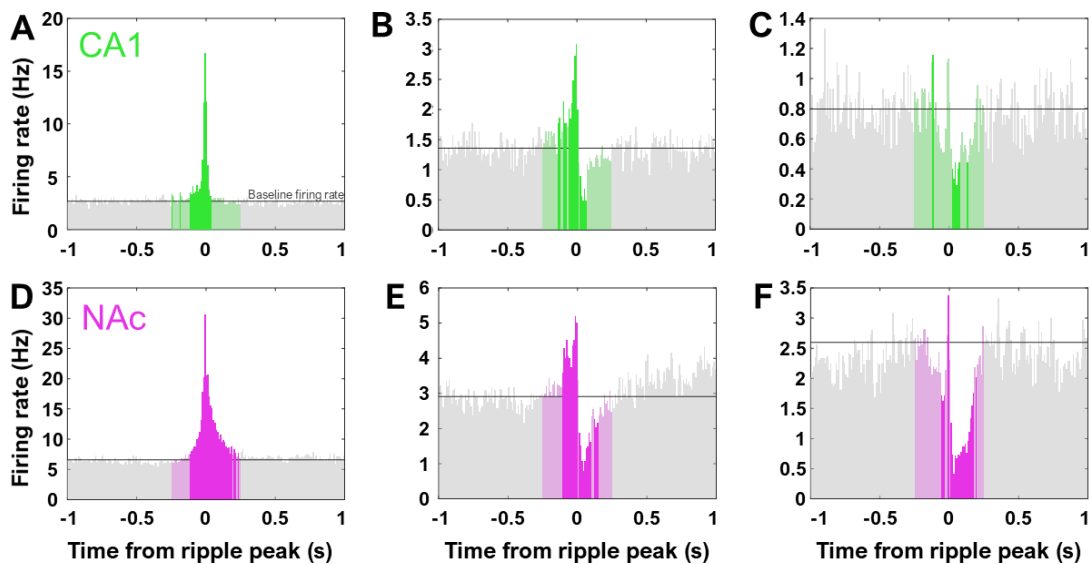 A
CA1
Firing rate (Hz)
20
15
10
5
0
Baseline firing rate
-1 -0.5 0 0.5 1
B
3.5
3
2.5
2
1.5
1
0.5
0
-1 -0.5 0 0.5 1
C
1.4
1.2
1
0.8
0.6
0.4
0.2
0
-1 -0.5 0 0.5 1
D
NAc
Firing rate (Hz)
35
30
25
20
15
10
5
0
-1 -0.5 0 0.5 1
Time from ripple peak (s)
E
6
5
4
3
2
1
0
-1 -0.5 0 0.5 1
Time from ripple peak (s)
F
3.5
3
2.5
2
1.5
1
0.5
0
-1 -0.5 0 0.5 1
Time from ripple peak (s)